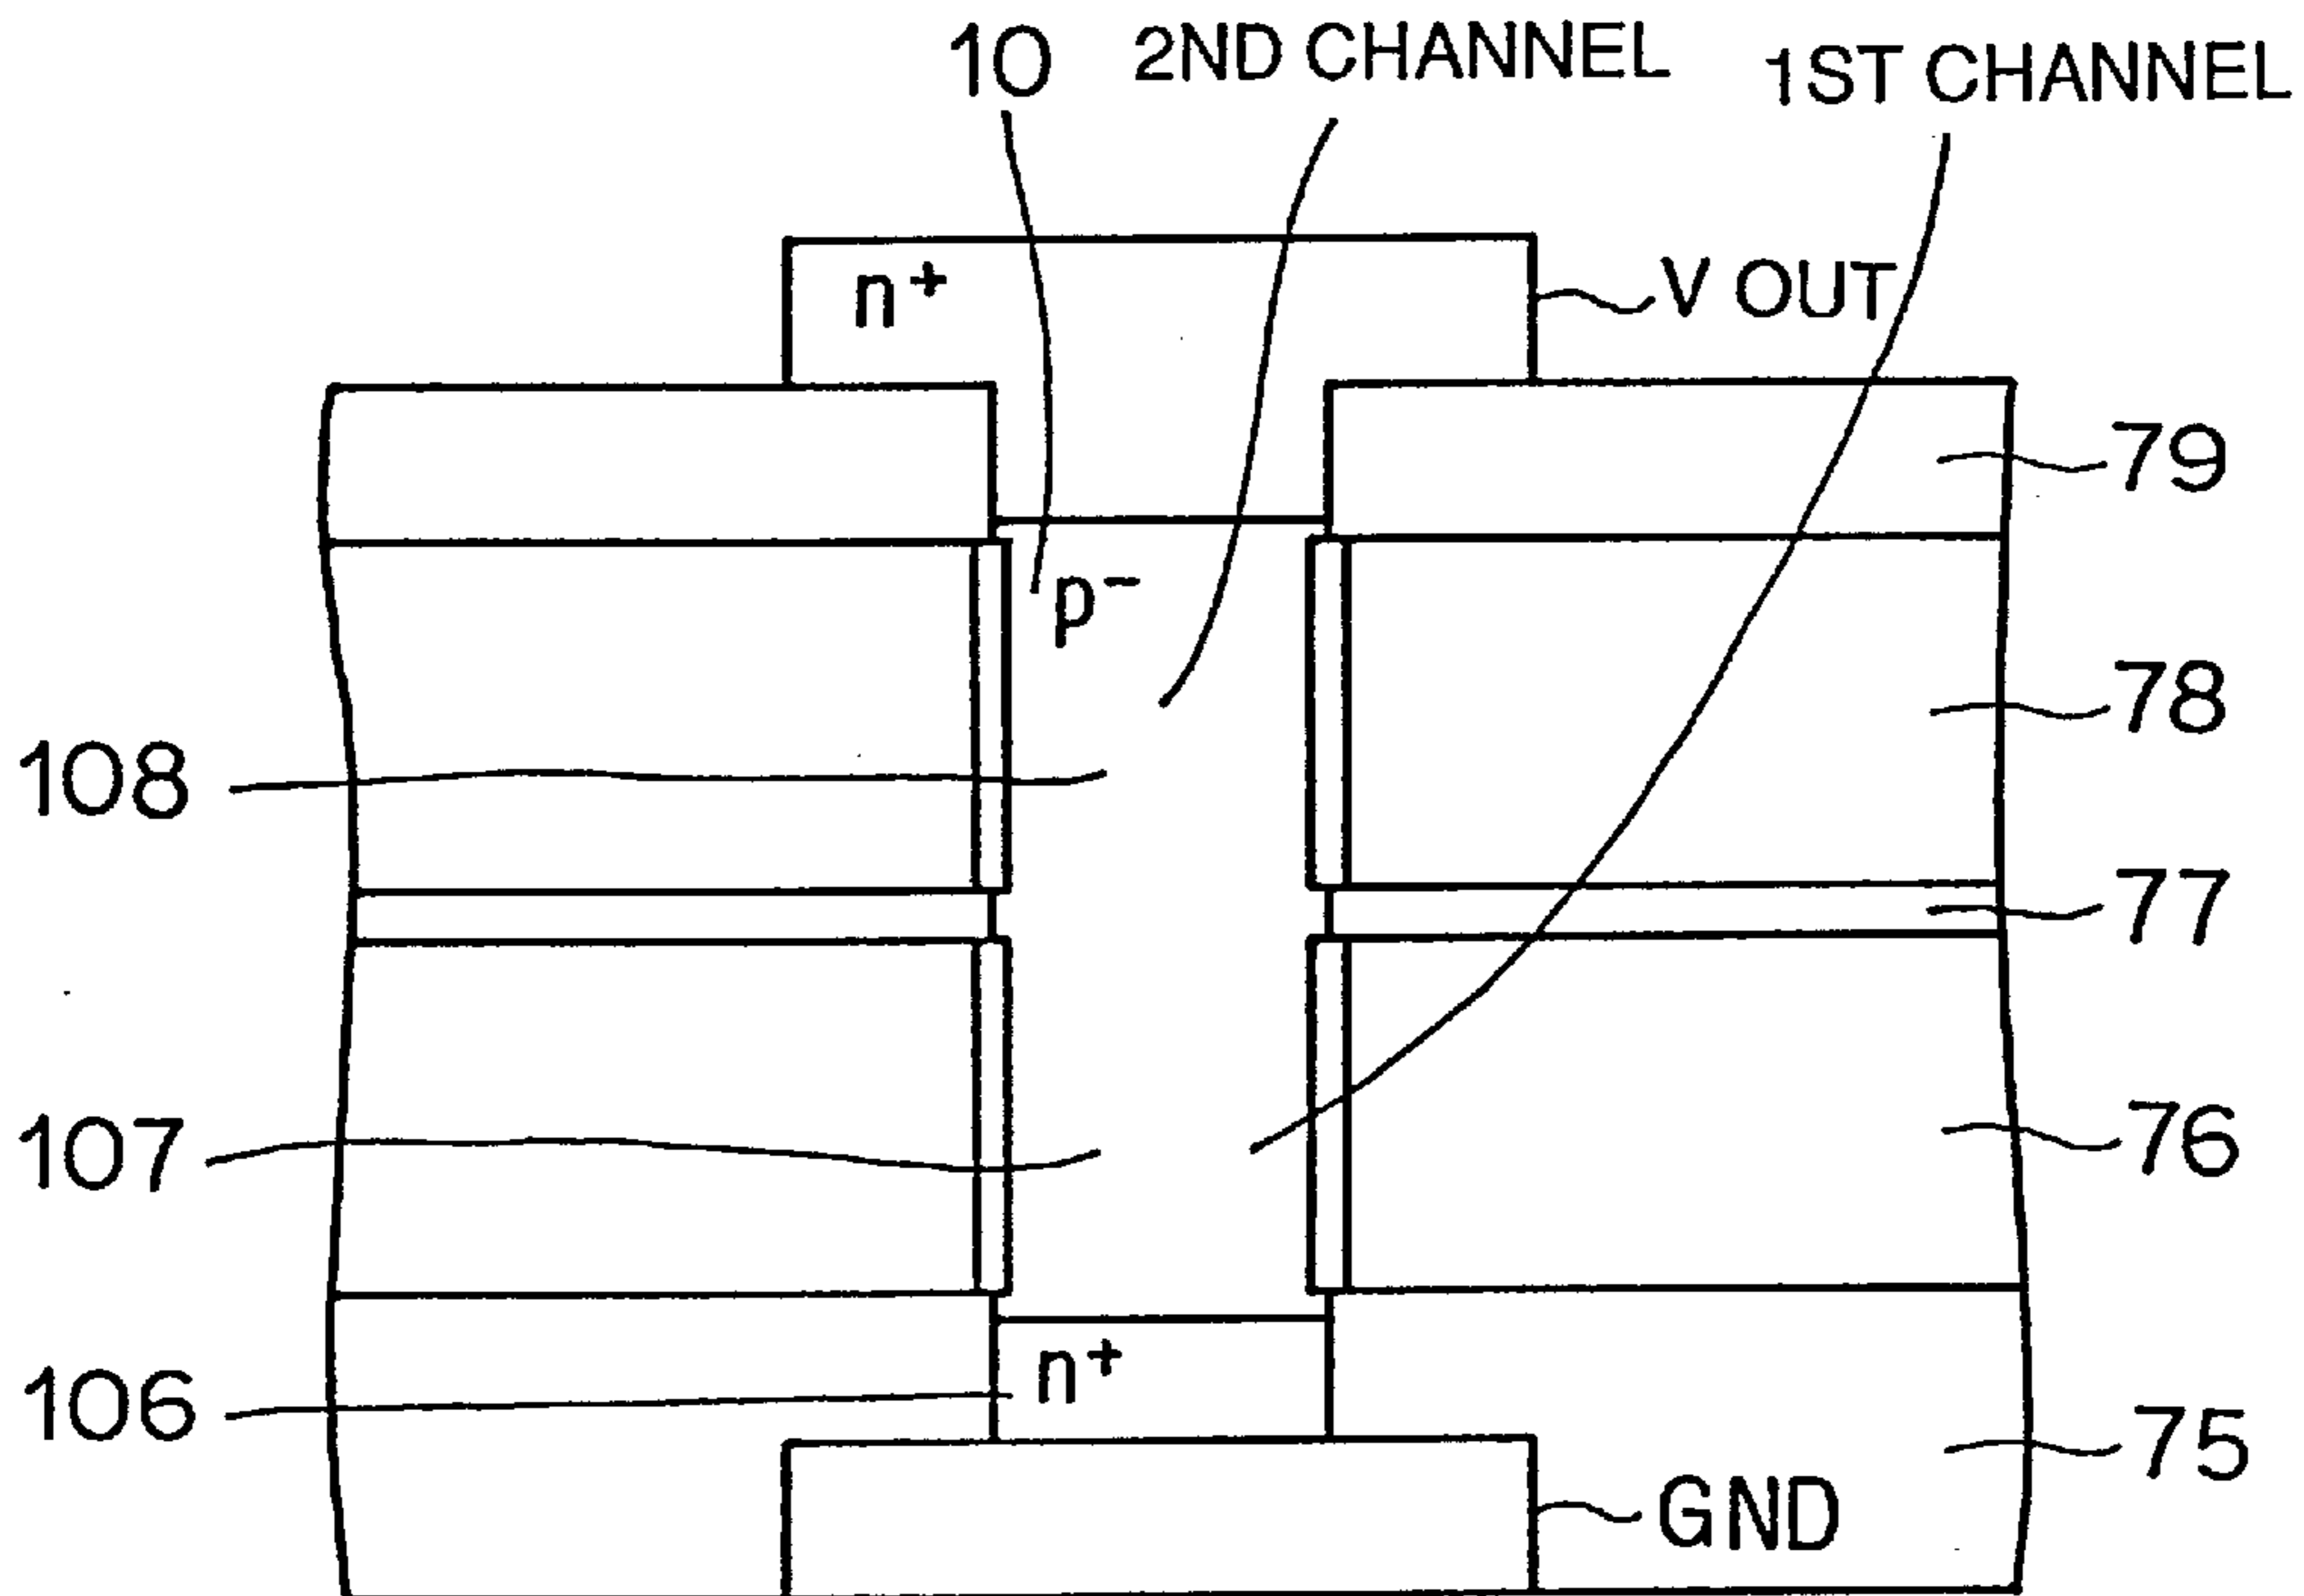 10
2ND CHANNEL
1ST CHANNEL
n+
V OUT
79
p−
78
108
77
107
76
106
n+
75
GND